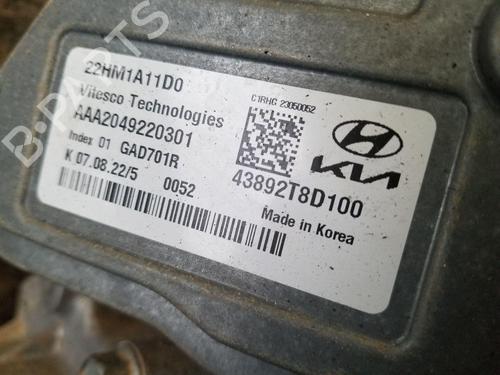 22HM1A11D0
Vitesco Technologies
AAA2049220301
Index 01 GAD701R
K 07.08.22/5 0052
C1RHG 23050052
KIA
43892T8D100
Made in Korea
B-PARTS